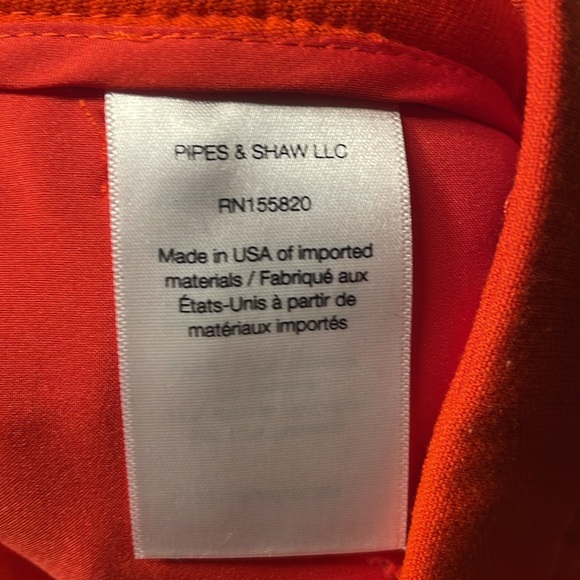 PIPES & SHAW LLC
RN155820
Made in USA of imported
materials / Fabriqué aux
États-Unis à partir de
matériaux importés